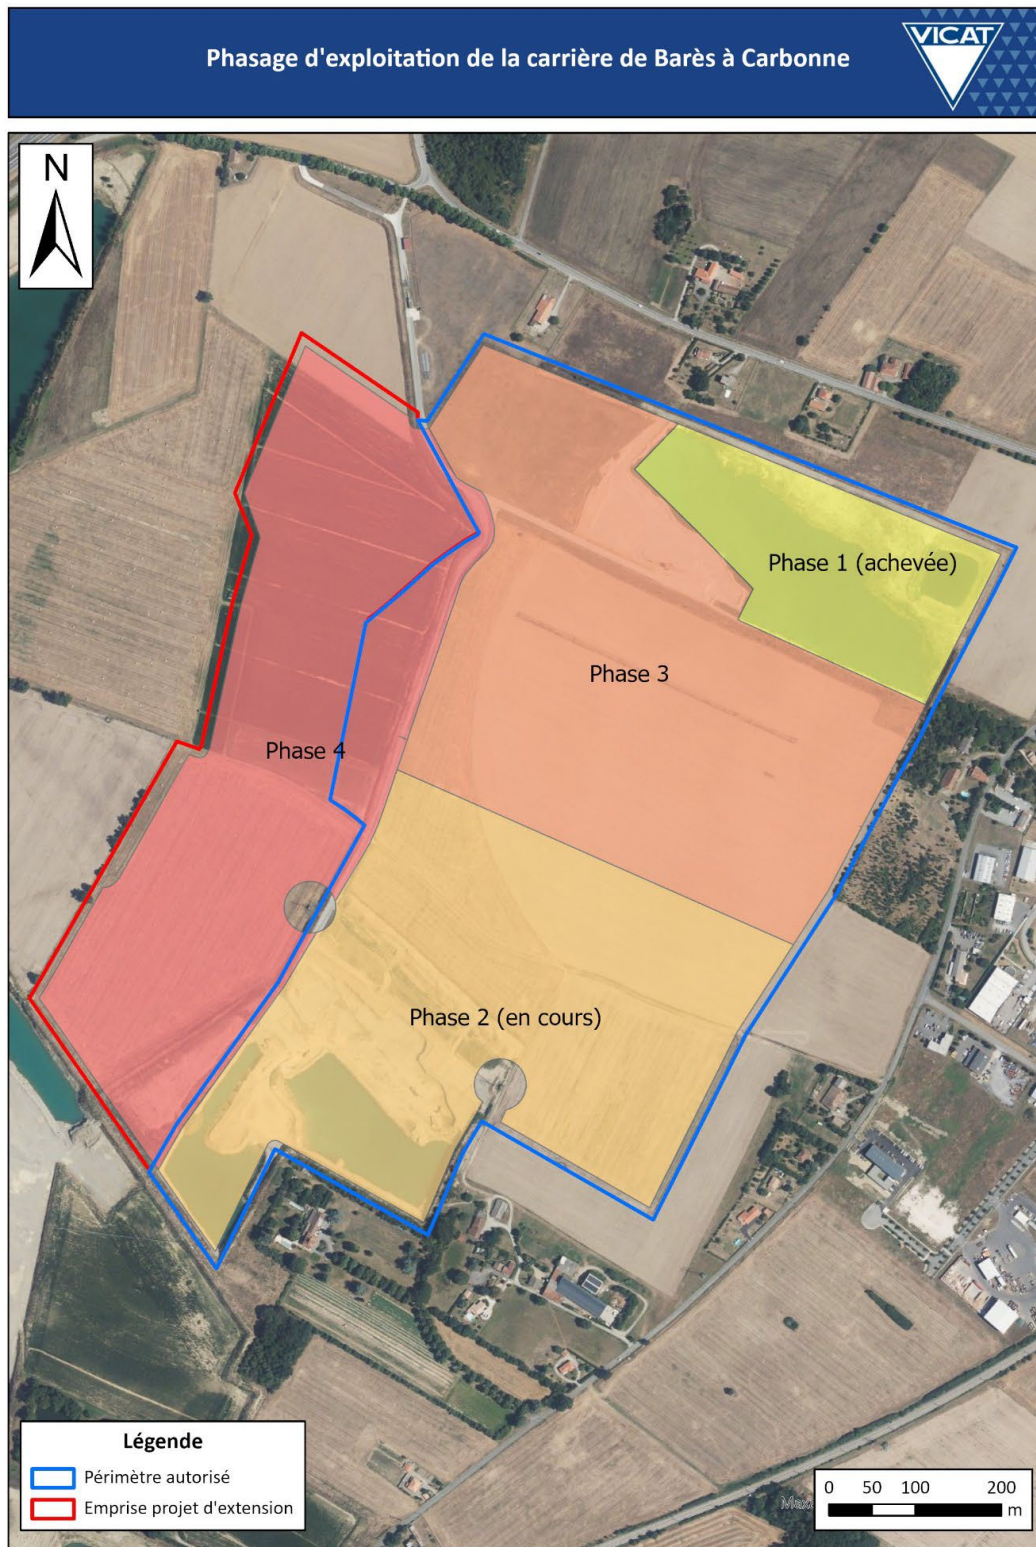 Phasage d'exploitation de la carrière de Barès à Carbonne
VICAT
N
Phase 1 (achevée)
Phase 3
Phase 4
Phase 2 (en cours)
Légende
Périmètre autorisé
Emprise projet d'extension
0 50 100 200
m